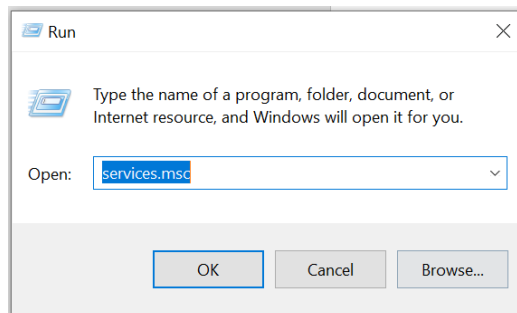 Run
Type the name of a program, folder, document, or
Internet resource, and Windows will open it for you.
Open:
services.msc
OK
Cancel
Browse...